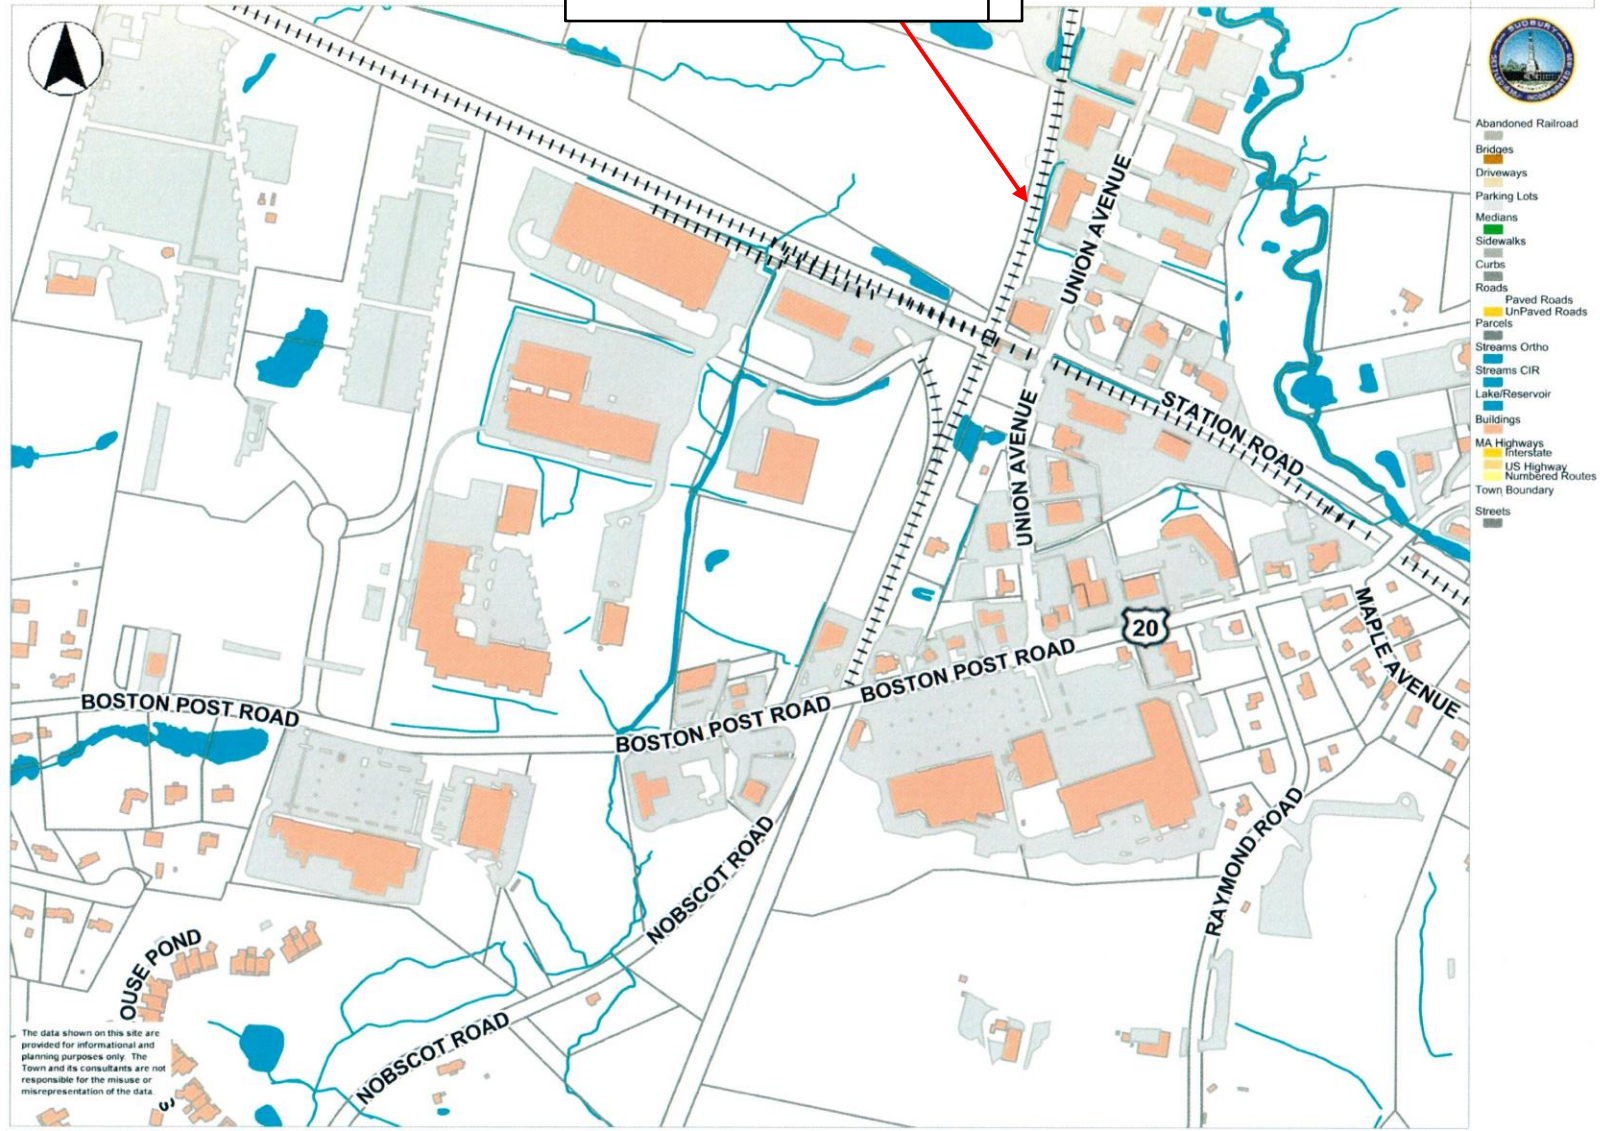 SUDBURY
Abandoned Railroad
Bridges
Driveways
Parking Lots
Medians
Sidewalks
Curbs
Roads
Paved Roads
UnPaved Roads
Parcels
Streams Ortho
Streams CIR
Lake/Reservoir
Buildings
MA Highways
Interstate
US Highway
Numbered Routes
Town Boundary
Streets
UNION AVENUE
UNION AVENUE
STATION ROAD
MAPLE AVENUE
20
BOSTON POST ROAD
BOSTON POST ROAD
BOSTON POST ROAD
NOBSCOT ROAD
RAYMOND ROAD
OUSE POND
NOBSCOT ROAD
The data shown on this site are
provided for informational and
planning purposes only. The
Town and its consultants are not
responsible for the misuse or
misrepresentation of the data.